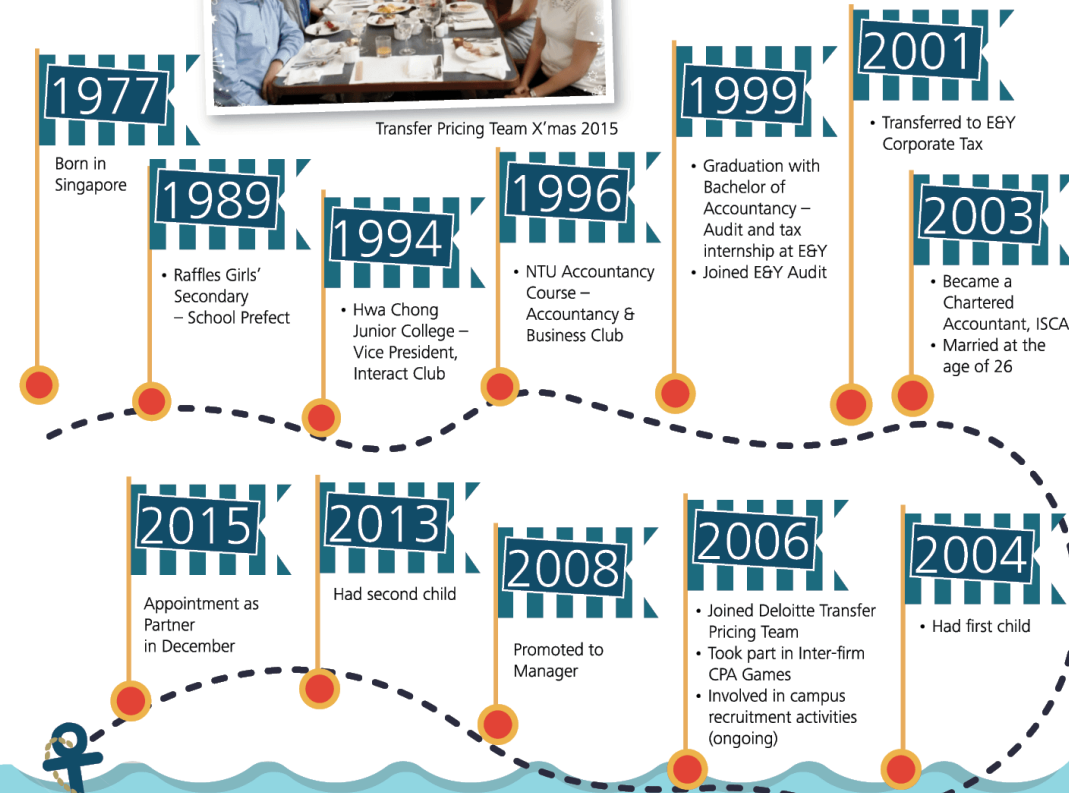 Transfer Pricing Team X'mas 2015
1977
Born in
Singapore
1989
• Raffles Girls'
Secondary
– School Prefect
1994
• Hwa Chong
Junior College –
Vice President,
Interact Club
1996
• NTU Accountancy
Course –
Accountancy &
Business Club
1999
• Graduation with
Bachelor of
Accountancy –
Audit and tax
internship at E&Y
• Joined E&Y Audit
2001
• Transferred to E&Y
Corporate Tax
2003
• Became a
Chartered
Accountant, ISCA
• Married at the
age of 26
2004
• Had first child
2006
• Joined Deloitte Transfer
Pricing Team
• Took part in Inter-firm
CPA Games
• Involved in campus
recruitment activities
(ongoing)
2008
Promoted to
Manager
2013
Had second child
2015
Appointment as
Partner
in December